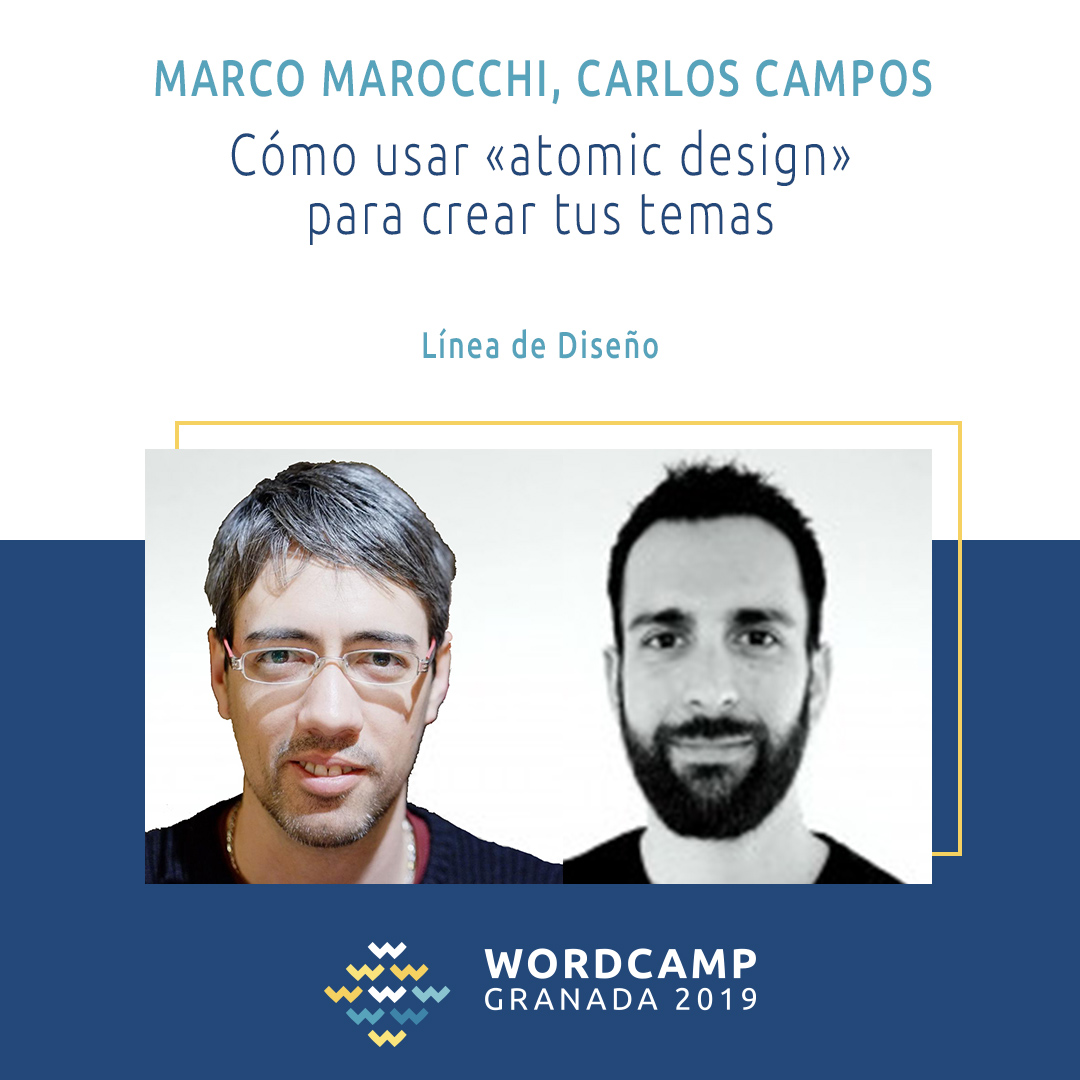 MARCO MAROCCHI, CARLOS CAMPOS
Cómo usar «atomic design»
para crear tus temas
Línea de Diseño
WORDCAMP
GRANADA 2019